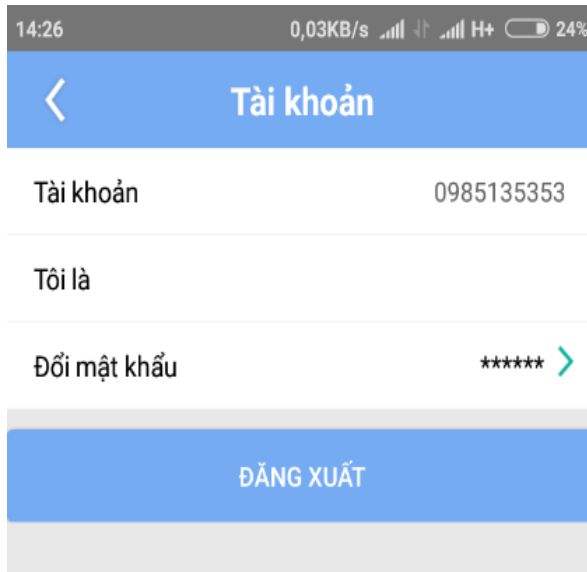 14:26 0,03KB/s H+ 24%
Tài khoản
Tài khoản 0985135353
Tôi là
Đổi mật khẩu ******
ĐĂNG XUẤT